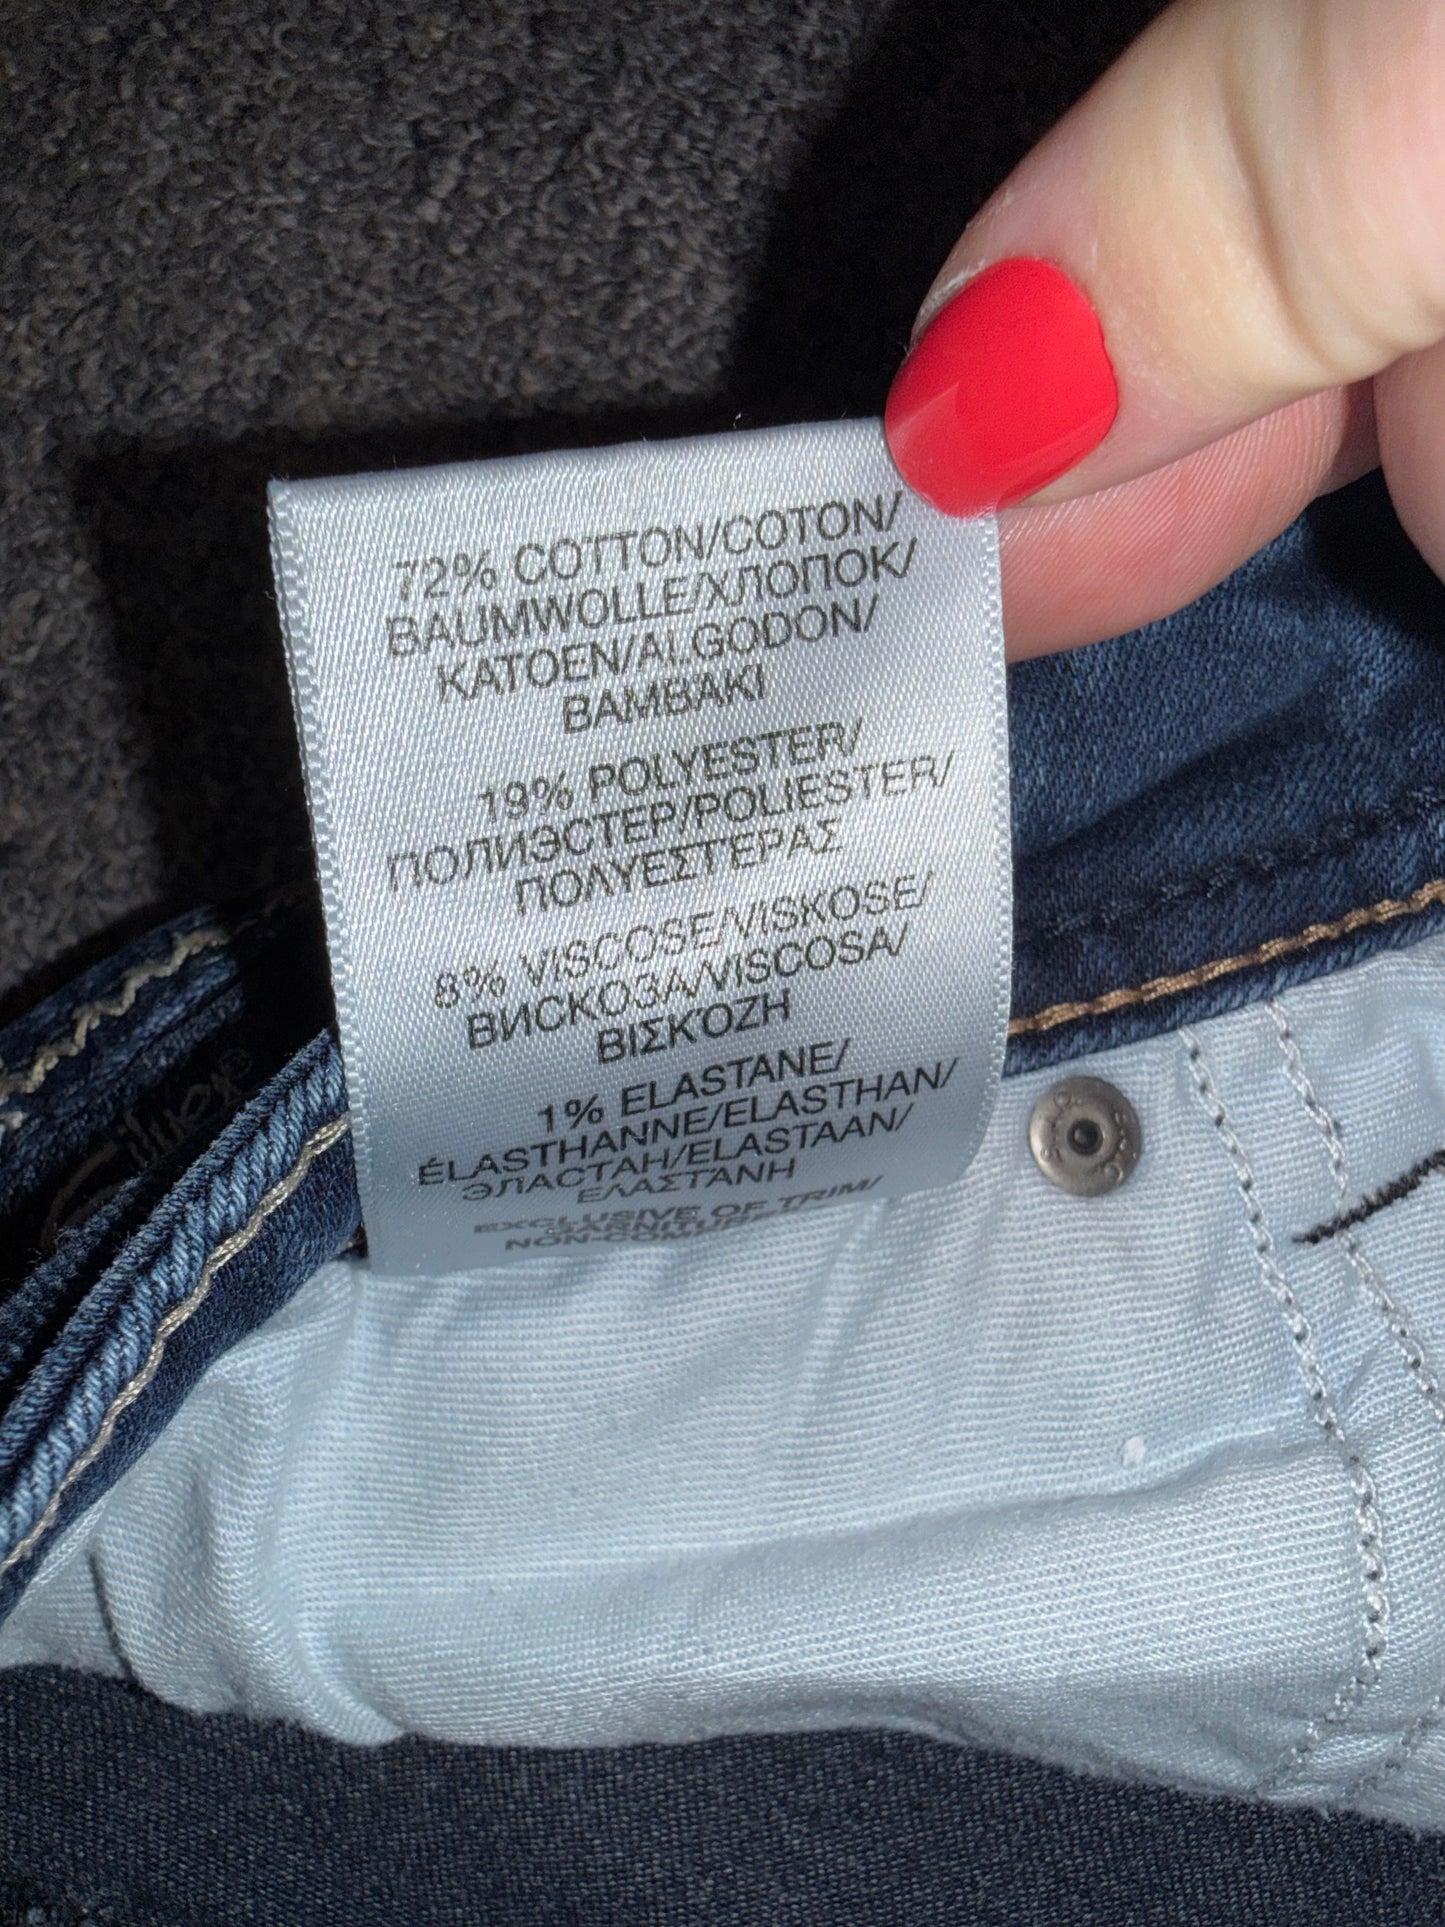 72% COTTON/COTON/
BAUMWOLLE/ХЛОПОК/
KATOEN/ALGODON/
BAMBAKI
19% POLYESTER/
ПОЛИЭСТЕР/POLIESTER/
ΠΟΛΥΕΣΤΕΡΑΣ
8% VISCOSE/VISKOSE/
ВИСКОЗА/VISCOSA/
ΒΙΣΚΌΖΗ
1% ELASTANE/
ÉLASTHANNE/ELASTHAN/
ЭЛАСТАН/ELASTAAN/
ΕΛΑΣΤΑΝΗ
EXCLUSIVE OF TRIM/